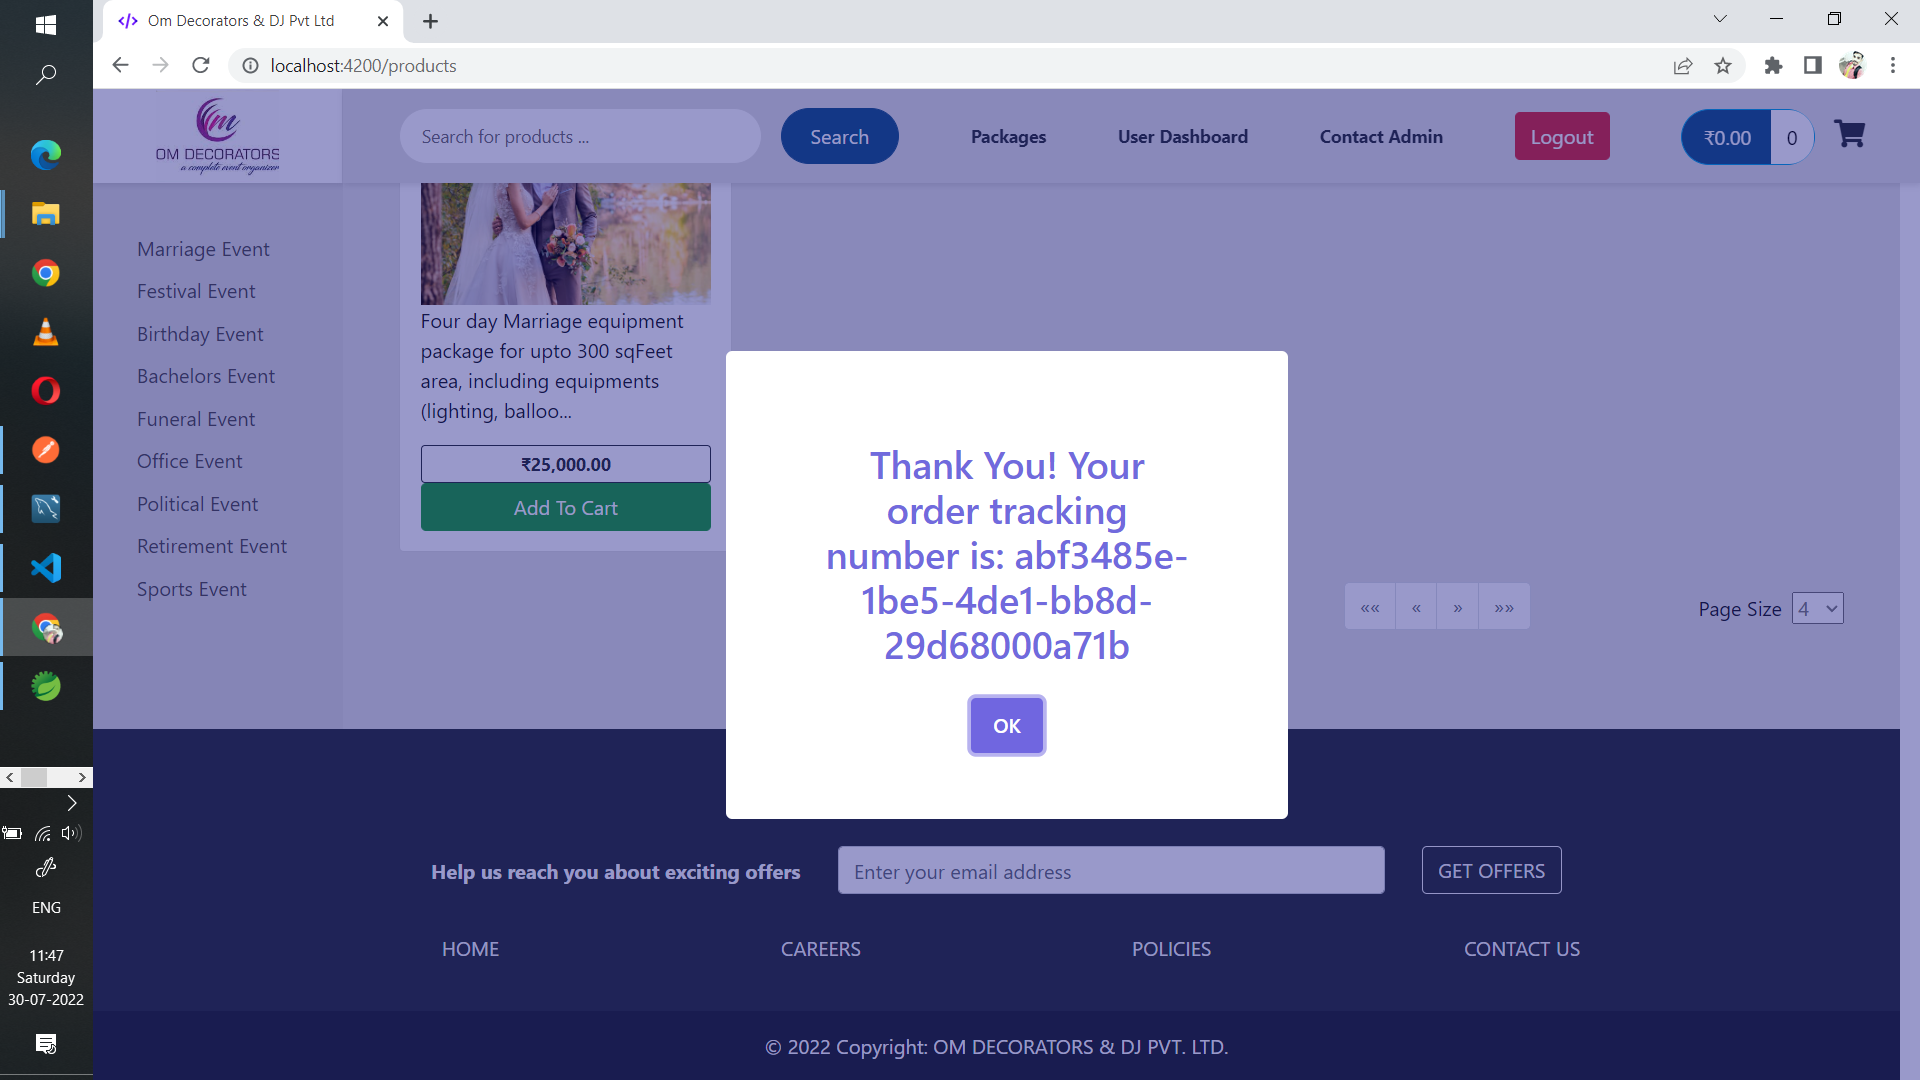 Om Decorators & DJ Pvt Ltd
localhost:4200/products
Om
OM DECORATORS
a complete event organizer
Search for products ...
Search
Packages
User Dashboard
Contact Admin
Logout
₹0.00
0
Marriage Event
Festival Event
Birthday Event
Bachelors Event
Funeral Event
Office Event
Political Event
Retirement Event
Sports Event
Four day Marriage equipment
package for upto 300 sqFeet
area, including equipments
(lighting, balloo...
₹25,000.00
Add To Cart
Thank You! Your
order tracking
number is: abf3485e-
1be5-4de1-bb8d-
29d68000a71b
OK
«« « » »»
Page Size 4
Help us reach you about exciting offers
Enter your email address
GET OFFERS
HOME
CAREERS
POLICIES
CONTACT US
© 2022 Copyright: OM DECORATORS & DJ PVT. LTD.
ENG
11:47
Saturday
30-07-2022